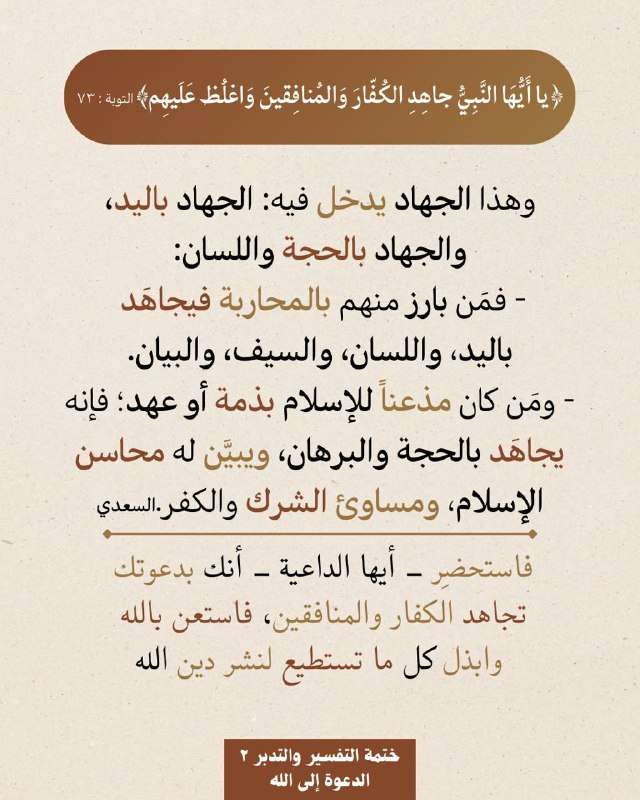 ﴿يا أَيُّهَا النَّبِيُّ جاهِدِ الكُفّارَ وَالمُنافِقينَ وَاغلُظ عَلَيهِم﴾ التوبة : ٧٣
وهذا الجهاد يدخل فيه: الجهاد باليد،
والجهاد بالحجة واللسان:
- فمَن بارز منهم بالمحاربة فيجاهَد
باليد، واللسان، والسيف، والبيان.
- ومَن كان مذعناً للإسلام بذمة أو عهد؛ فإنه
يجاهَد بالحجة والبرهان، ويبيَّن له محاسن
الإسلام، ومساوئ الشرك والكفر.السعدي
فاستحضِر – أيها الداعية – أنك بدعوتك
تجاهد الكفار والمنافقين، فاستعن بالله
وابذل كل ما تستطيع لنشر دين الله
ختمة التفسير والتدبر ٢
الدعوة إلى الله